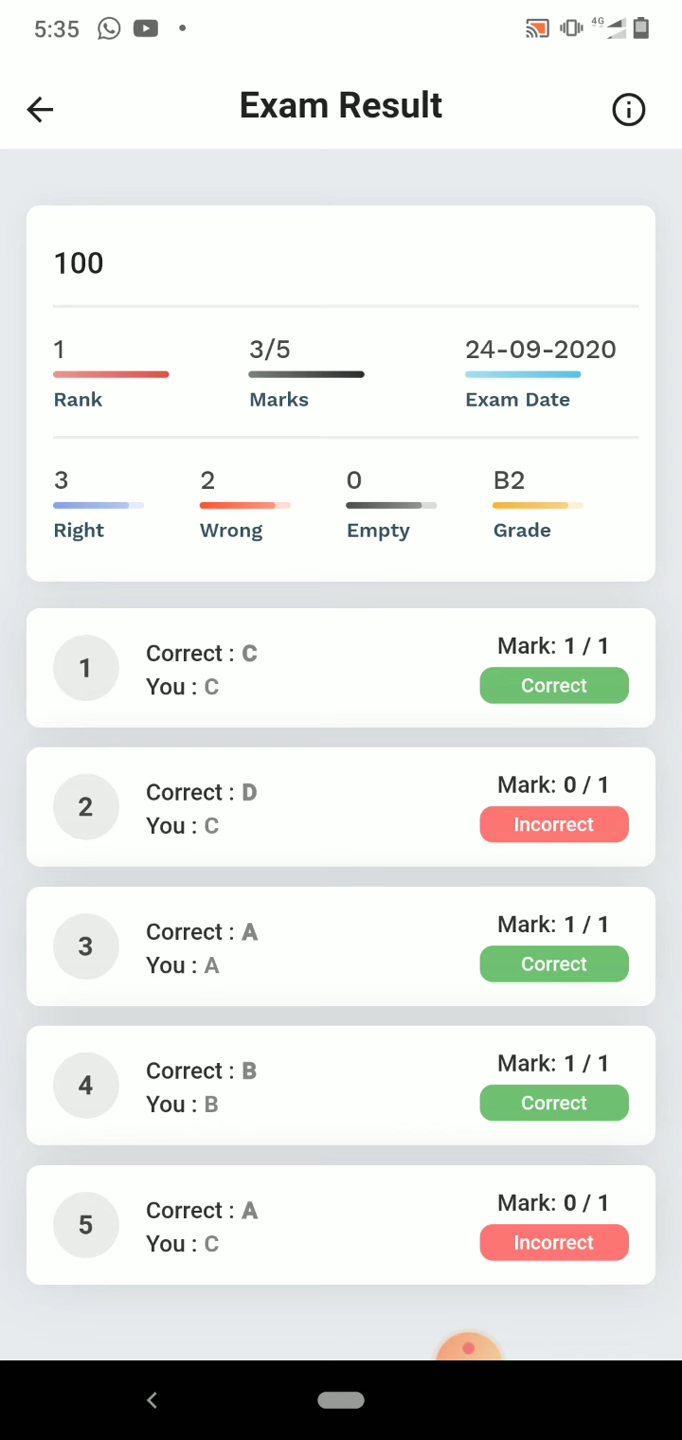 5:35
4G
Exam Result
100
1 3/5 24-09-2020
Rank Marks Exam Date
3 2 0 B2
Right Wrong Empty Grade
1
Correct : C
You : C
Mark: 1 / 1
Correct
2
Correct : D
You : C
Mark: 0 / 1
Incorrect
3
Correct : A
You : A
Mark: 1 / 1
Correct
4
Correct : B
You : B
Mark: 1 / 1
Correct
5
Correct : A
You : C
Mark: 0 / 1
Incorrect